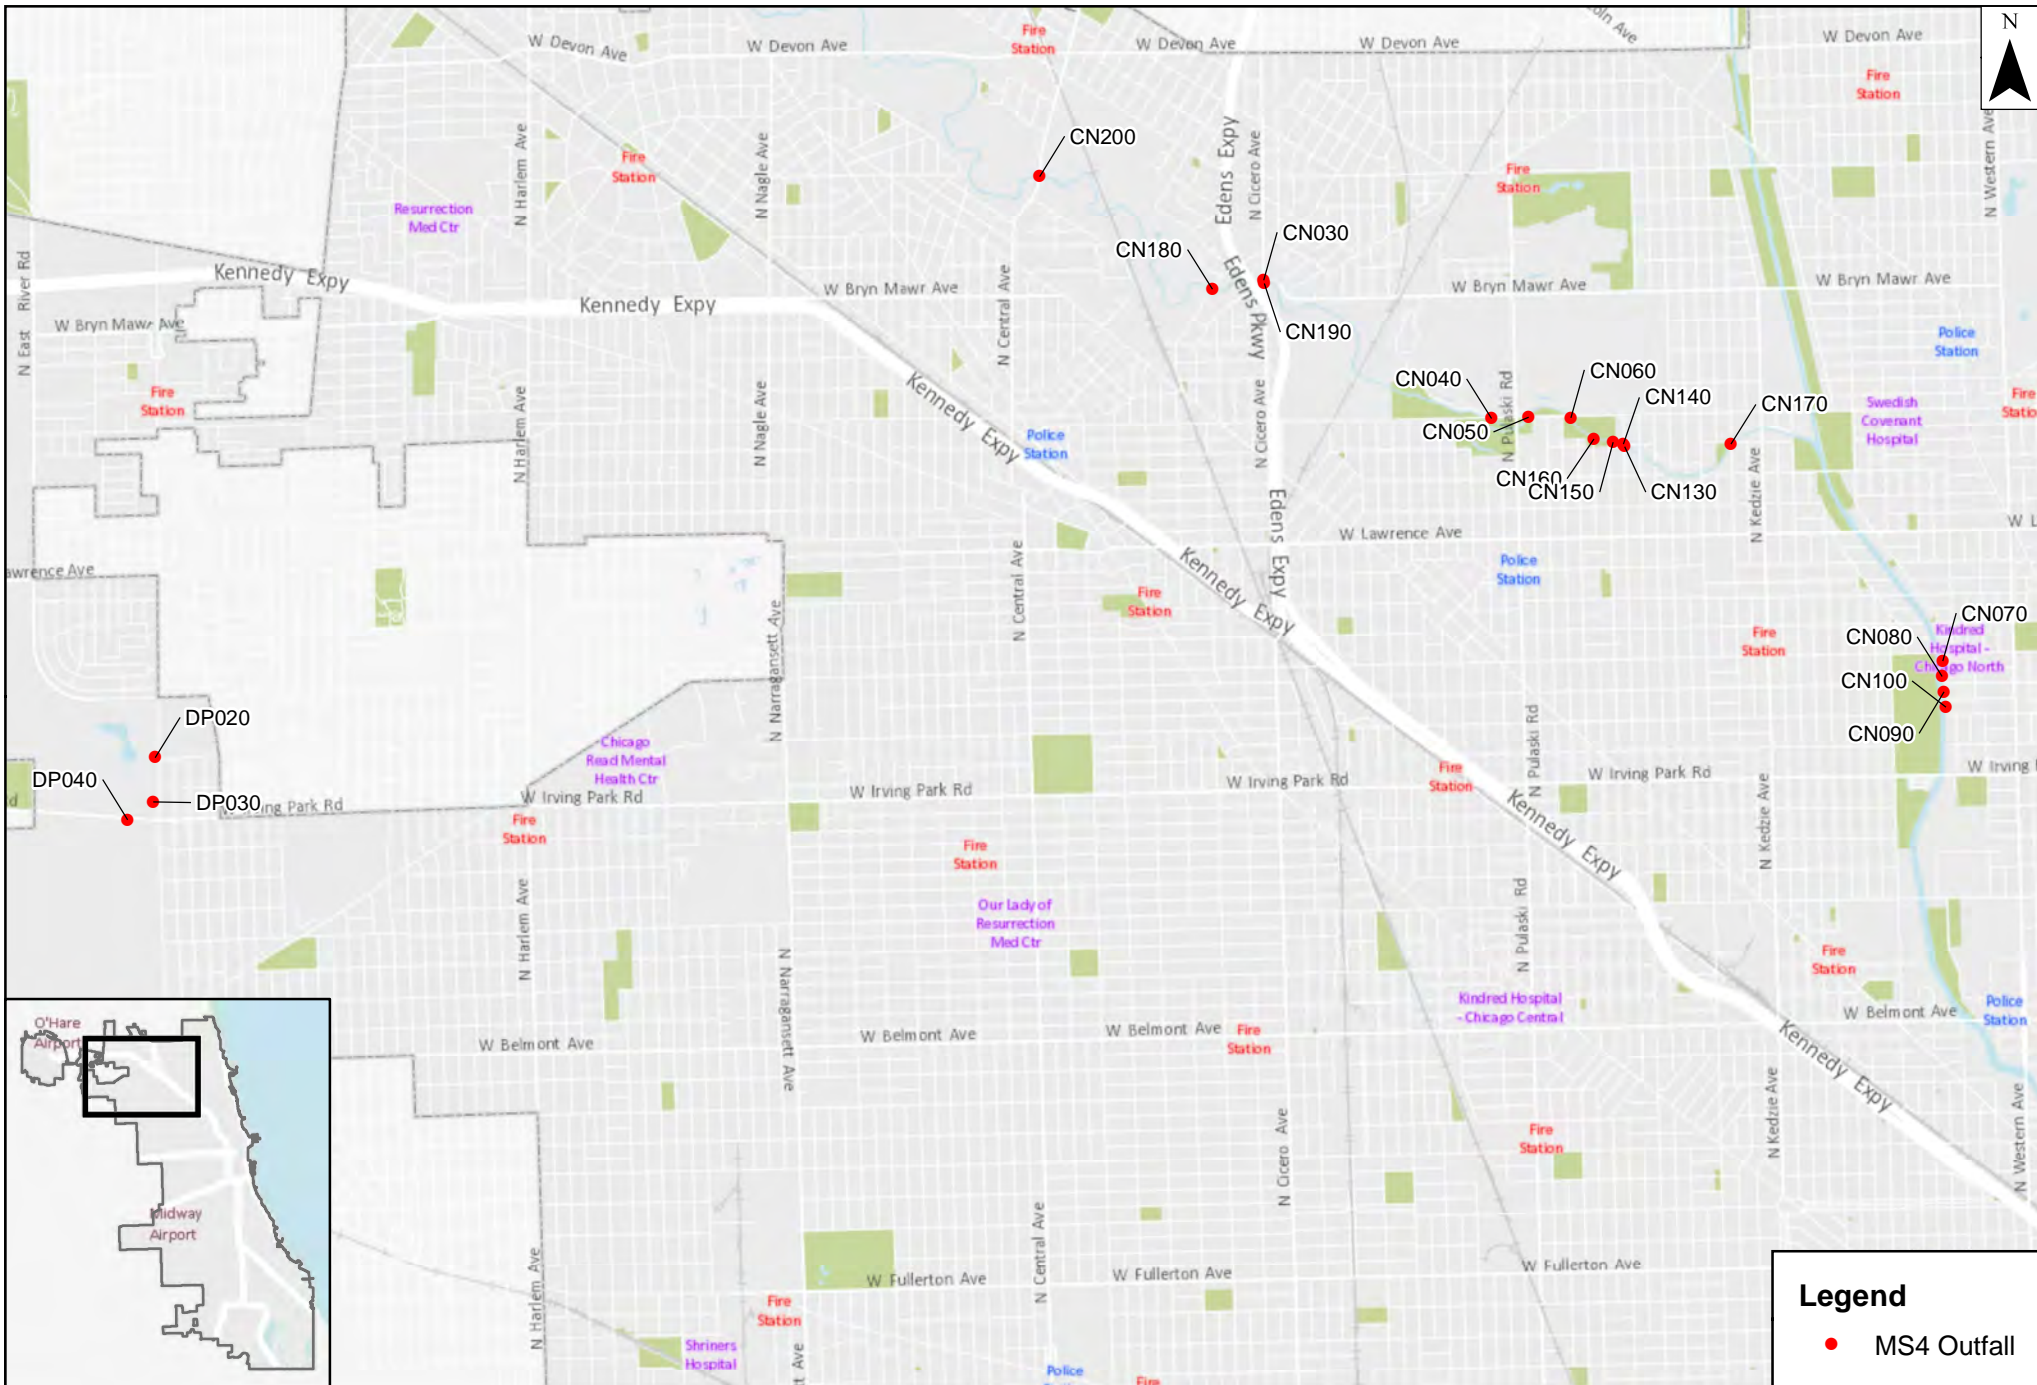 N
W Devon Ave
W Devon Ave
Fire
Station
W Devon Ave
W Devon Ave
W Devon Ave
Fire
Station
N Harlem Ave
Fire
Station
N Nagle Ave
CN200
Edens Expy
N Cicero Ave
Fire
Station
N Western Ave
Resurrection
Med Ctr
N East River Rd
Kennedy Expy
Kennedy Expy
W Bryn Mawr Ave
W Bryn Mawr Ave
N Central Ave
CN180
CN030
Edens Pkwy
CN190
W Bryn Mawr Ave
W Bryn Mawr Ave
Police
Station
Fire
Station
N Harlem Ave
N Nagle Ave
Kennedy Expy
Police
Station
N Cicero Ave
CN040
CN050
N Pulaski Rd
CN060
CN140
CN160
CN150
CN130
CN170
N Kedzie Ave
Swedish
Covenant
Hospital
Fire
Edens Expy
W Lawrence Ave
Police
Station
Kennedy Expy
Fire
Station
N Central Ave
N Narragansett Ave
Fire
Station
CN070
CN080
Kindred
Hospital -
Chicago North
CN100
CN090
DP020
DP040
DP030
W Irving Park Rd
Chicago
Read Mental
Health Ctr
W Irving Park Rd
W Irving Park Rd
W Irving Park Rd
Fire
Station
N Pulaski Rd
W Irving Park Rd
W Irving
Fire
Station
Fire
Station
Kennedy Expy
N Kedzie Ave
N Harlem Ave
Our Lady of
Resurrection
Med Ctr
N Pulaski Rd
Fire
Station
N Narragansett Ave
Kindred Hospital
- Chicago Central
W Belmont Ave
W Belmont Ave
W Belmont Ave
Fire
Station
W Belmont Ave
Police
Station
Kennedy Expy
O'Hare
Airport
Midway
Airport
N Cicero Ave
Fire
Station
N Kedzie Ave
N Western Ave
N Harlem Ave
N Central Ave
W Fullerton Ave
W Fullerton Ave
W Fullerton Ave
Fire
Station
Shriners
Hospital
Police
Fire
Legend
MS4 Outfall